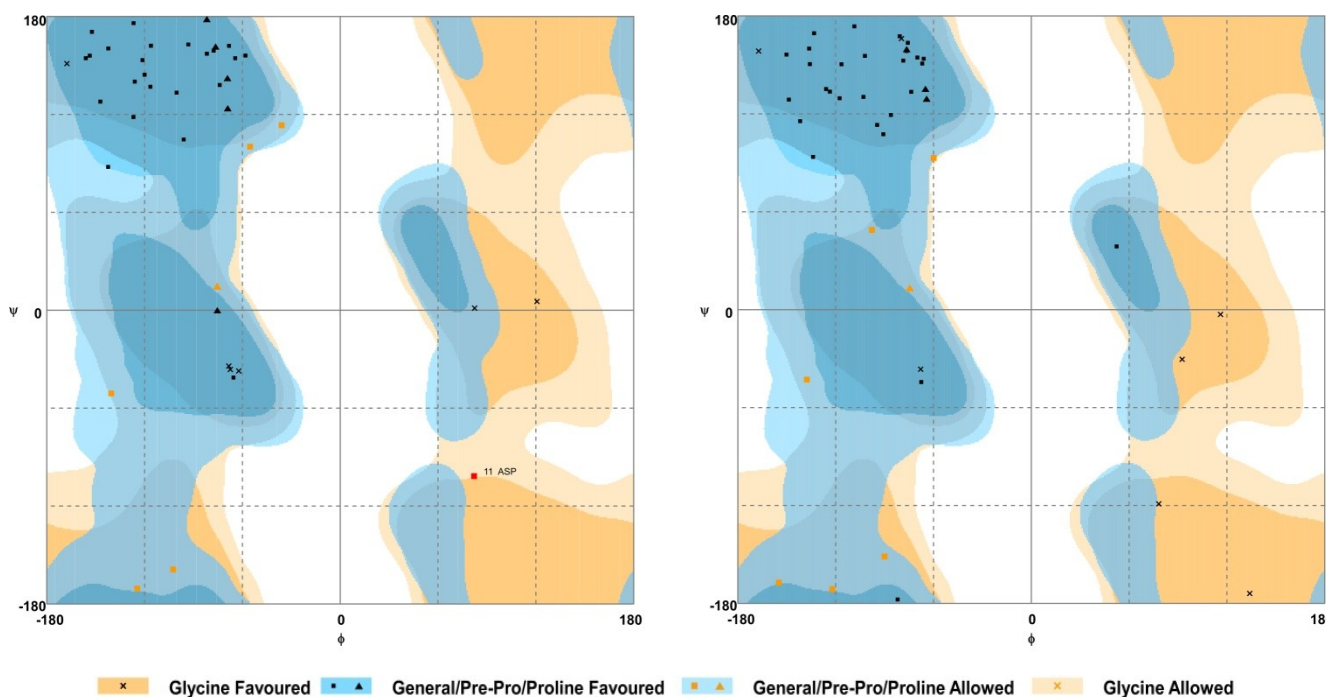 180
180
ψ
0
ψ
0
11 ASP
-180
-180
-180
0
180
-180
0
18
ϕ
ϕ
Glycine Favoured
General/Pre-Pro/Proline Favoured
General/Pre-Pro/Proline Allowed
Glycine Allowed